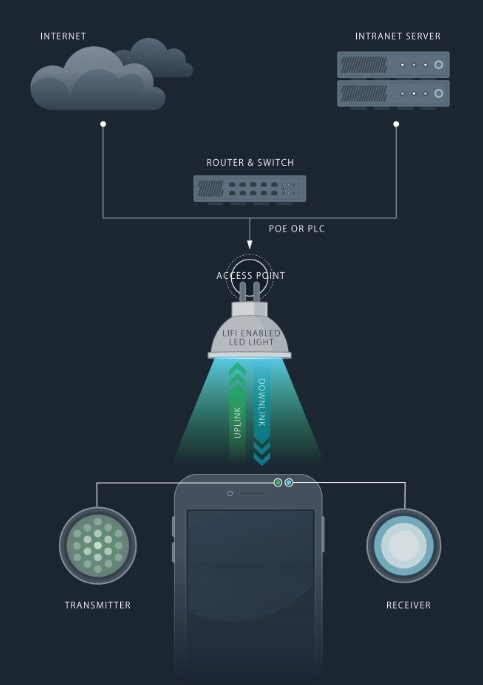 INTERNET
INTRANET SERVER
ROUTER & SWITCH
POE OR PLC
ACCESS POINT
LIFI ENABLED
LED LIGHT
UPLINK
DOWNLINK
TRANSMITTER
RECEIVER